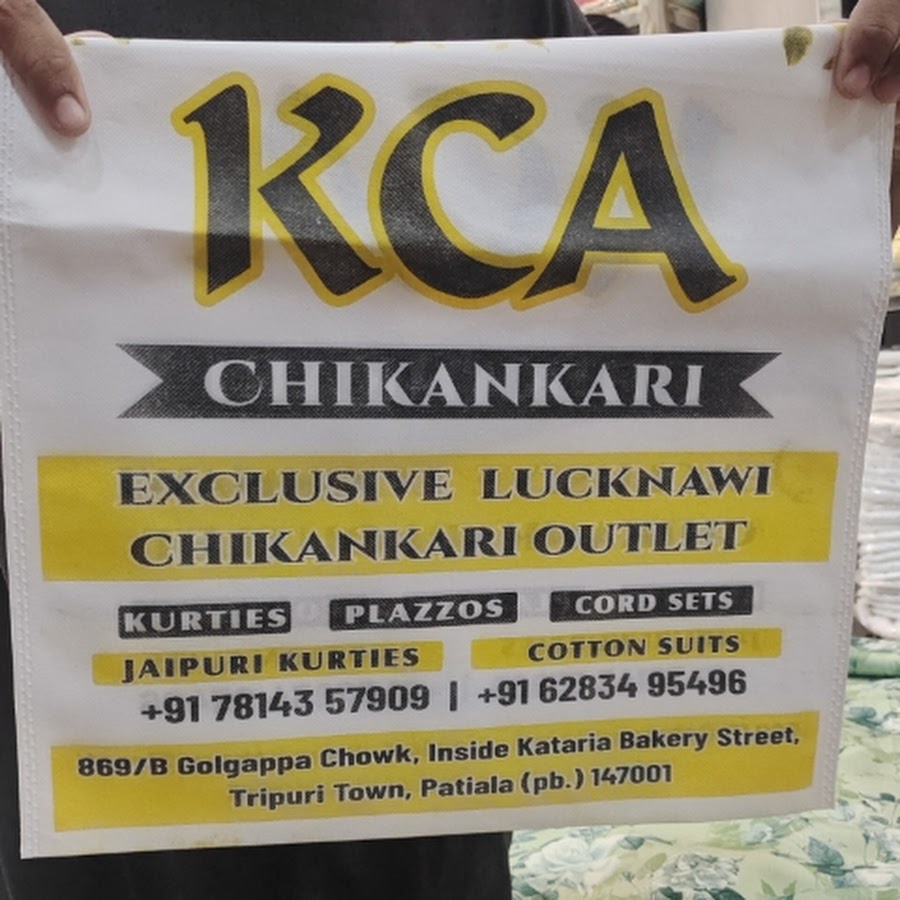 KCA
CHIKANKARI
EXCLUSIVE LUCKNAWI
CHIKANKARI OUTLET
KURTIES PLAZZOS CORD SETS
JAIPURI KURTIES COTTON SUITS
+91 78143 57909 | +91 62834 95496
869/B Golgappa Chowk, Inside Kataria Bakery Street,
Tripuri Town, Patiala (pb.) 147001